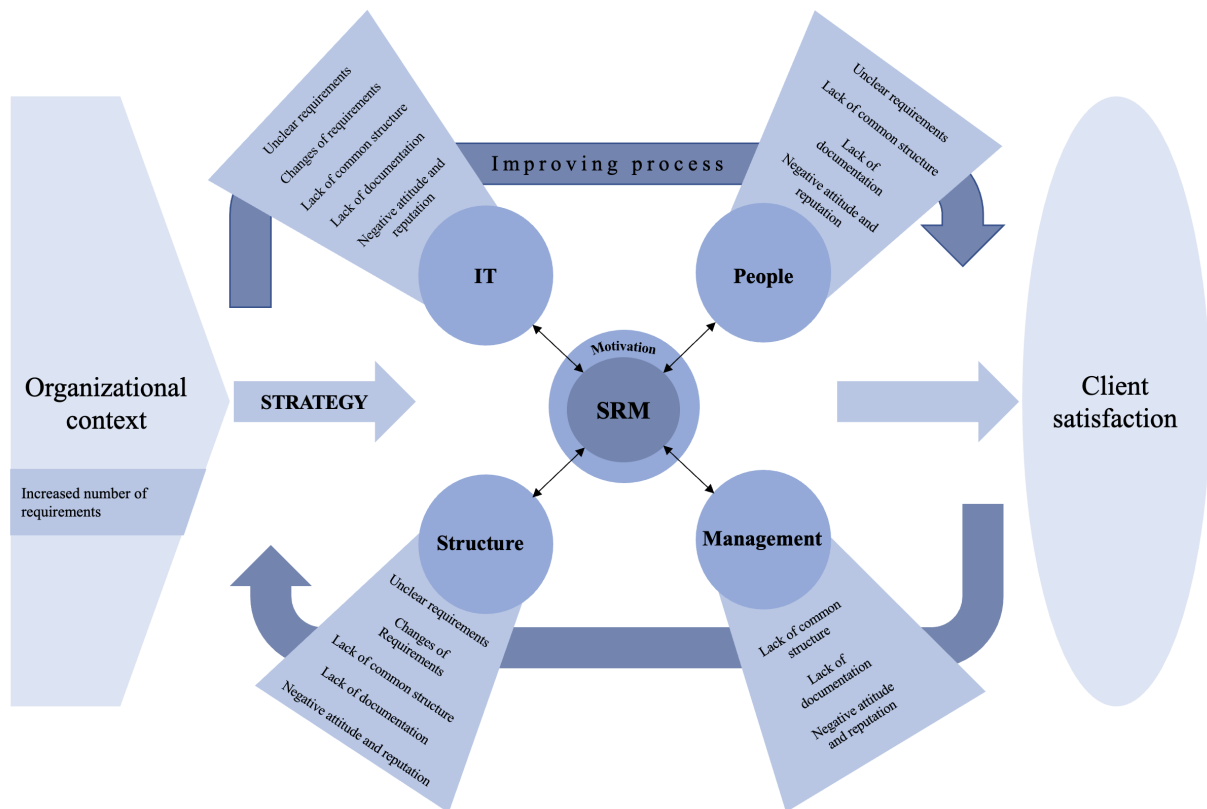 Unclear requirements
Changes of requirements
Lack of common structure
Lack of documentation
Negative attitude and
reputation
IT
Improving process
Unclear requirements
Lack of common structure
Lack of
documentation
Negative attitude and
reputation
People
Organizational
context
Increased number of
requirements
STRATEGY
Motivation
SRM
Client
satisfaction
Structure
Unclear requirements
Changes of
Requirements
Lack of common structure
Lack of documentation
Negative attitude and reputation
Management
Lack of common
structure
Lack of
documentation
Negative attitude
and reputation